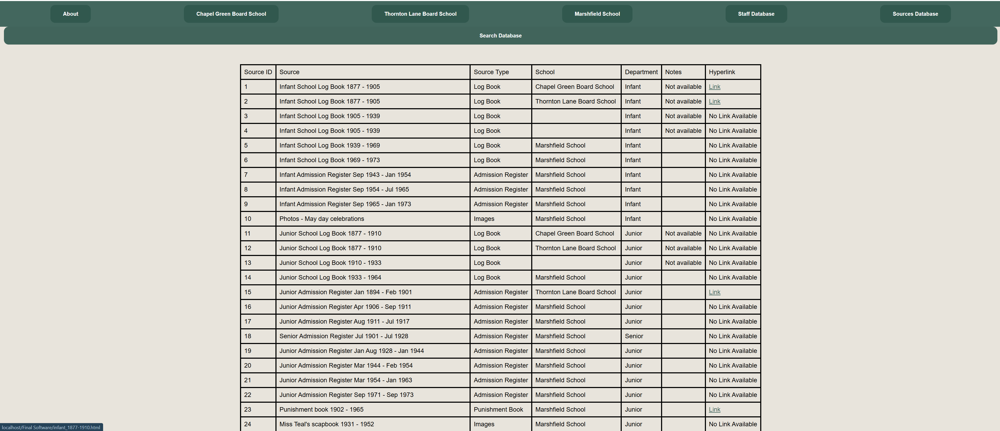 About Chapel Green Board School Thornton Lane Board School Marshfield School Staff Database Sources Database
Search Database
Source ID Source Source Type School Department Notes Hyperlink
1 Infant School Log Book 1877 - 1905 Log Book Chapel Green Board School Infant Not available Link
2 Infant School Log Book 1877 - 1905 Log Book Thornton Lane Board School Infant Not available Link
3 Infant School Log Book 1905 - 1939 Log Book Infant Not available No Link Available
4 Infant School Log Book 1905 - 1939 Log Book Infant Not available No Link Available
5 Infant School Log Book 1939 - 1969 Log Book Marshfield School Infant No Link Available
6 Infant School Log Book 1969 - 1973 Log Book Marshfield School Infant No Link Available
7 Infant Admission Register Sep 1943 - Jan 1954 Admission Register Marshfield School Infant No Link Available
8 Infant Admission Register Sep 1954 - Jul 1965 Admission Register Marshfield School Infant No Link Available
9 Infant Admission Register Sep 1965 - Jan 1973 Admission Register Marshfield School Infant No Link Available
10 Photos - May day celebrations Images Marshfield School Infant No Link Available
11 Junior School Log Book 1877 - 1910 Log Book Chapel Green Board School Junior Not available No Link Available
12 Junior School Log Book 1877 - 1910 Log Book Thornton Lane Board School Junior Not available No Link Available
13 Junior School Log Book 1910 - 1933 Log Book Junior Not available No Link Available
14 Junior School Log Book 1933 - 1964 Log Book Marshfield School Junior No Link Available
15 Junior Admission Register Jan 1894 - Feb 1901 Admission Register Thornton Lane Board School Junior Link
16 Junior Admission Register Apr 1906 - Sep 1911 Admission Register Marshfield School Junior No Link Available
17 Junior Admission Register Aug 1911 - Jul 1917 Admission Register Marshfield School Junior No Link Available
18 Senior Admission Register Jul 1901 - Jul 1928 Admission Register Marshfield School Senior No Link Available
19 Junior Admission Register Jan Aug 1928 - Jan 1944 Admission Register Marshfield School Junior No Link Available
20 Junior Admission Register Mar 1944 - Feb 1954 Admission Register Marshfield School Junior No Link Available
21 Junior Admission Register Mar 1954 - Jan 1963 Admission Register Marshfield School Junior No Link Available
22 Junior Admission Register Sep 1971 - Sep 1973 Admission Register Marshfield School Junior No Link Available
23 Punishment book 1902 - 1965 Punishment Book Marshfield School Junior Link
24 Miss Teal's scapbook 1931 - 1952 Images Marshfield School Junior No Link Available
localhost/Final Software/infant_1877-1910.html